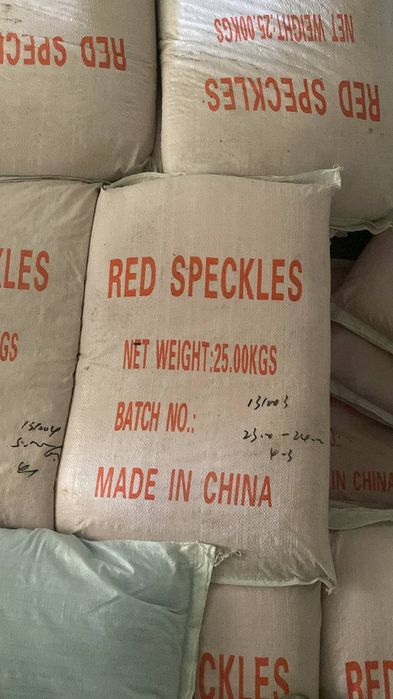 RED SPECKLES
NET WEIGHT:25.00KGS
RED SPECKLES
NET WEIGHT:25.00KGS
BATCH NO.:
131003
MADE IN CHINA
RED SPECKLES
KLES
GS
IN CHINA
CKLES
RED